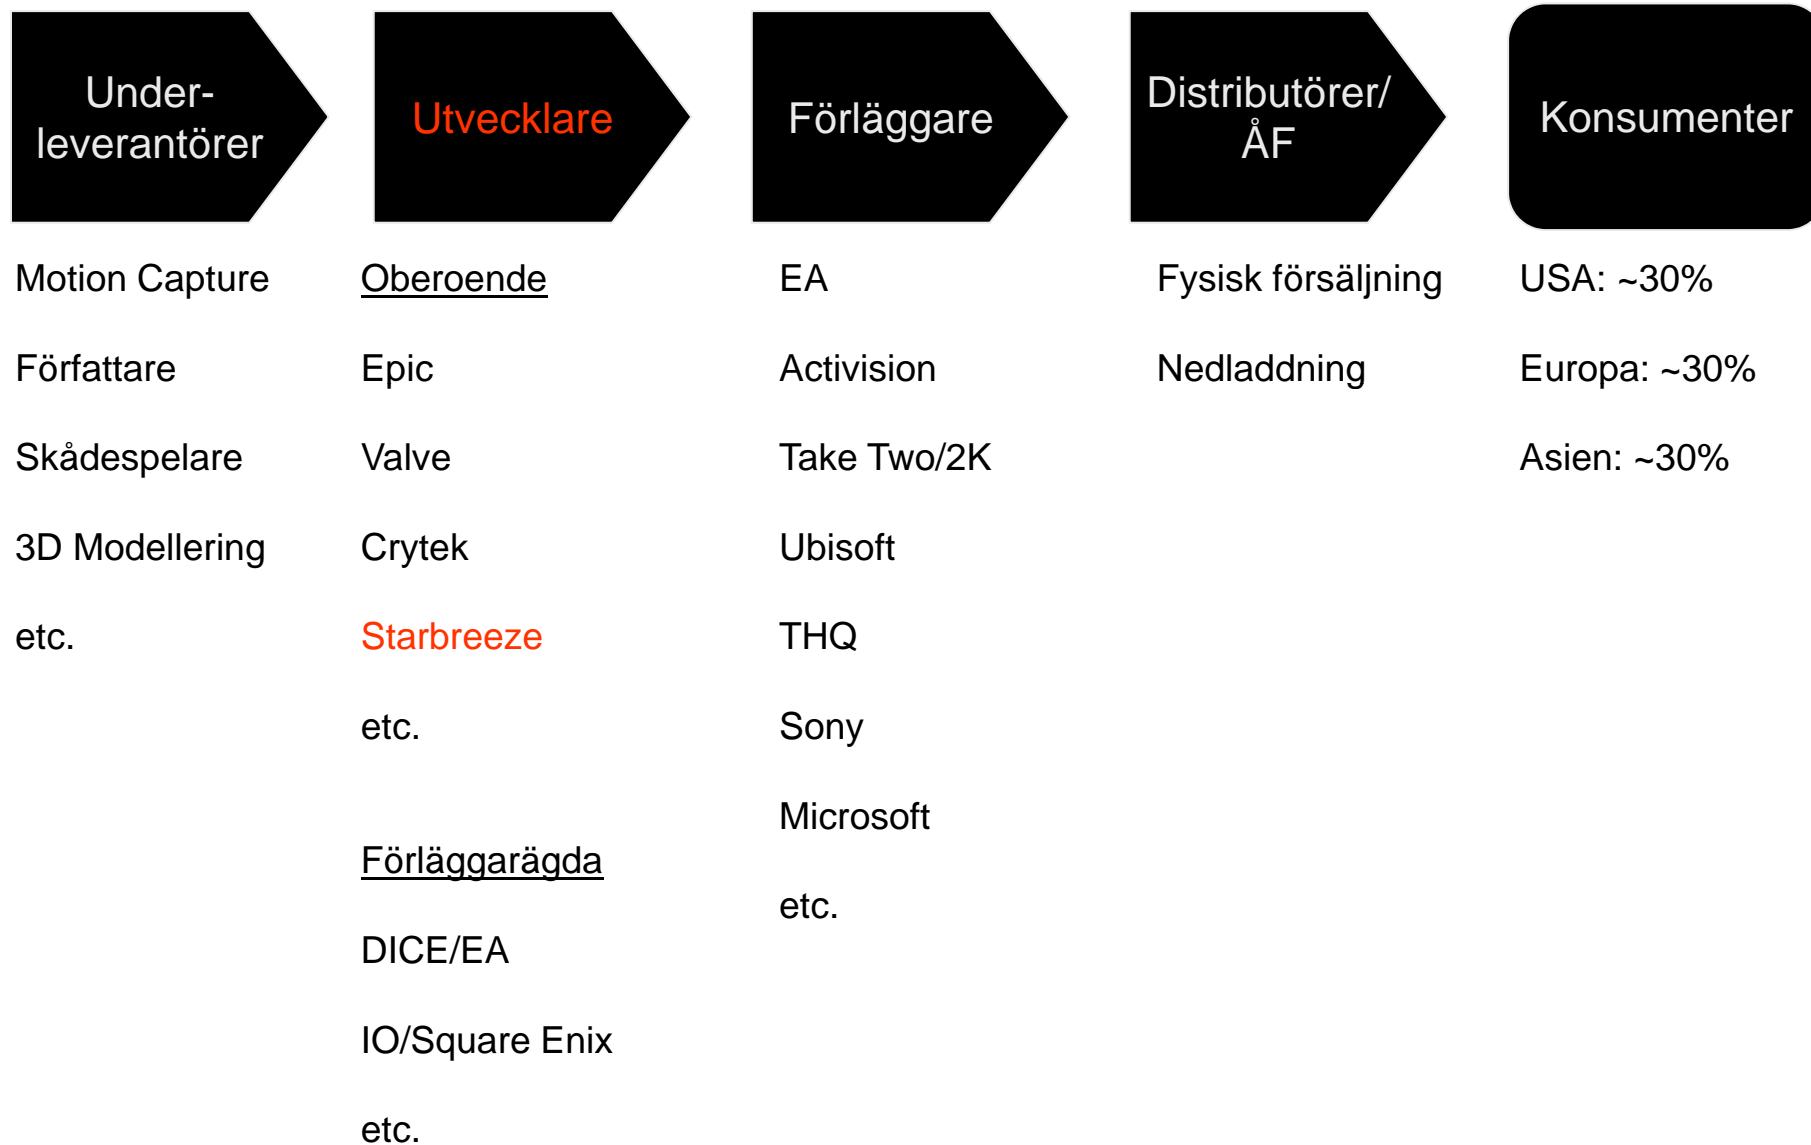 Under-
leverantörer
Utvecklare
Förläggare
Distributörer/
ÅF
Konsumenter
Motion Capture
Författare
Skådespelare
3D Modellering
etc.
Oberoende
Epic
Valve
Crytek
Starbreeze
etc.
Förläggarägda
DICE/EA
IO/Square Enix
etc.
EA
Activision
Take Two/2K
Ubisoft
THQ
Sony
Microsoft
etc.
Fysisk försäljning
Nedladdning
USA: ~30%
Europa: ~30%
Asien: ~30%